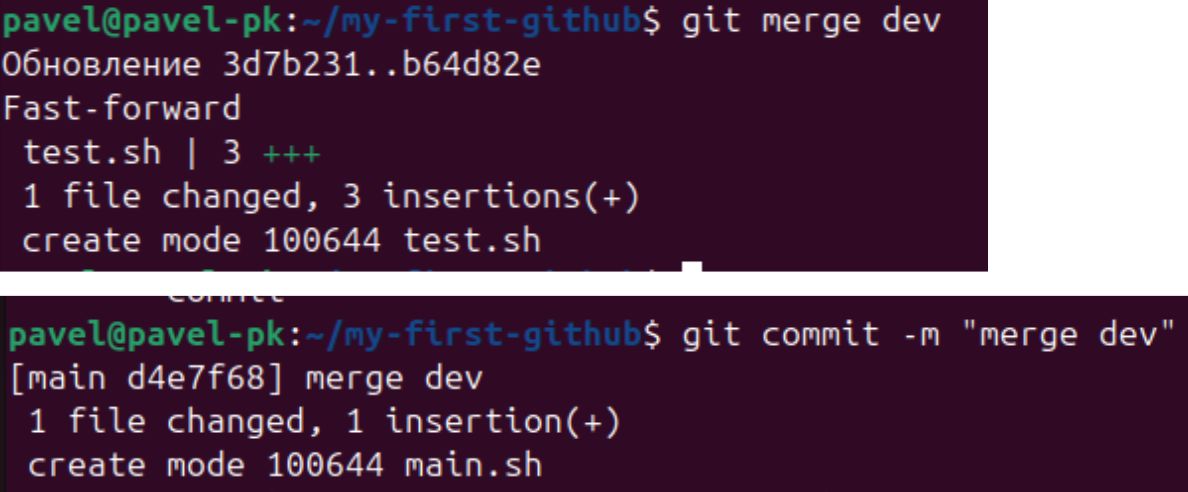 pavel@pavel-pk:~/my-first-github$ git merge dev
Обновление 3d7b231..b64d82e
Fast-forward
 test.sh | 3 +++
 1 file changed, 3 insertions(+)
 create mode 100644 test.sh
pavel@pavel-pk:~/my-first-github$ git commit -m "merge dev"
[main d4e7f68] merge dev
 1 file changed, 1 insertion(+)
 create mode 100644 main.sh